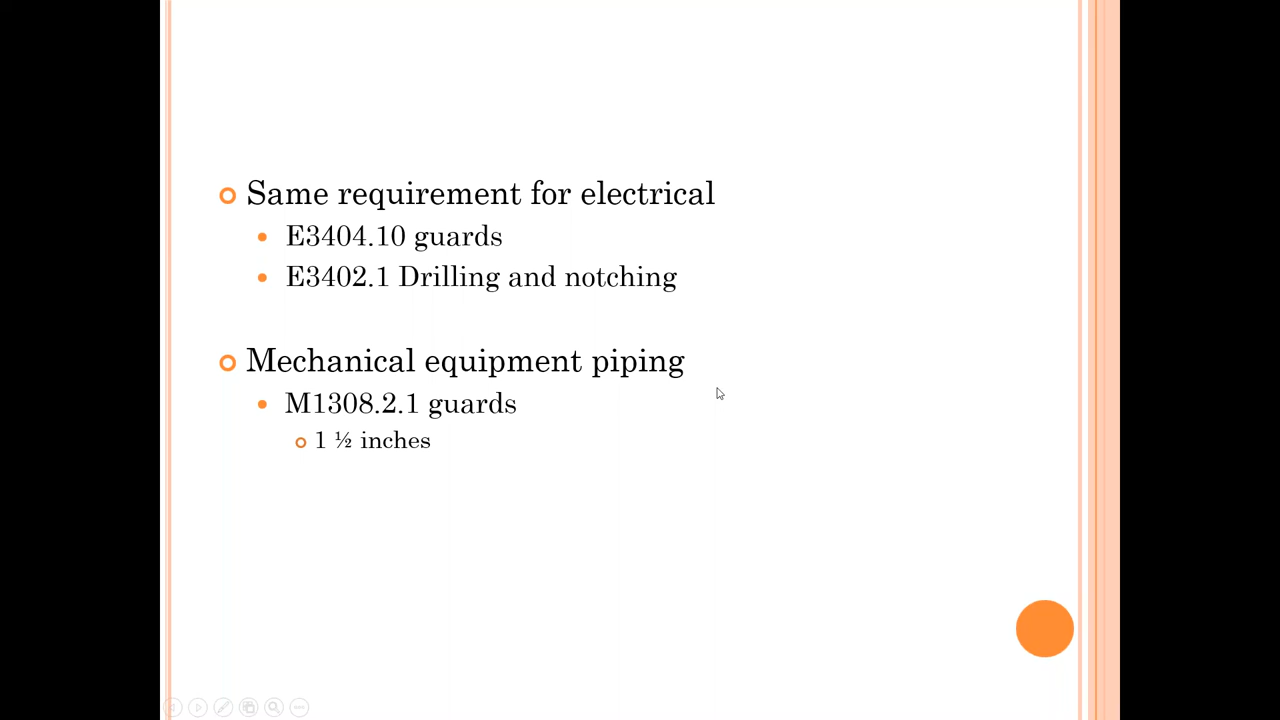 Same requirement for electrical
E3404.10 guards
E3402.1 Drilling and notching
Mechanical equipment piping
M1308.2.1 guards
1 ½ inches